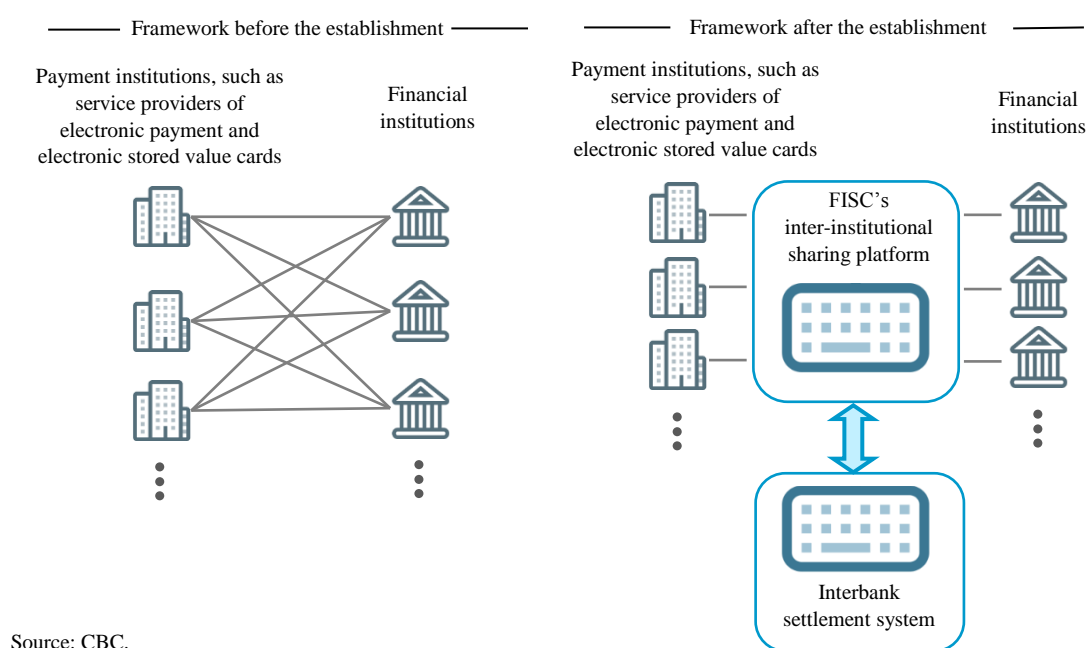 Framework before the establishment
Payment institutions, such as
service providers of
electronic payment and
electronic stored value cards
Financial
institutions
Framework after the establishment
Payment institutions, such as
service providers of
electronic payment and
electronic stored value cards
Financial
institutions
FISC’s
inter-institutional
sharing platform
Interbank
settlement system
Source: CBC.